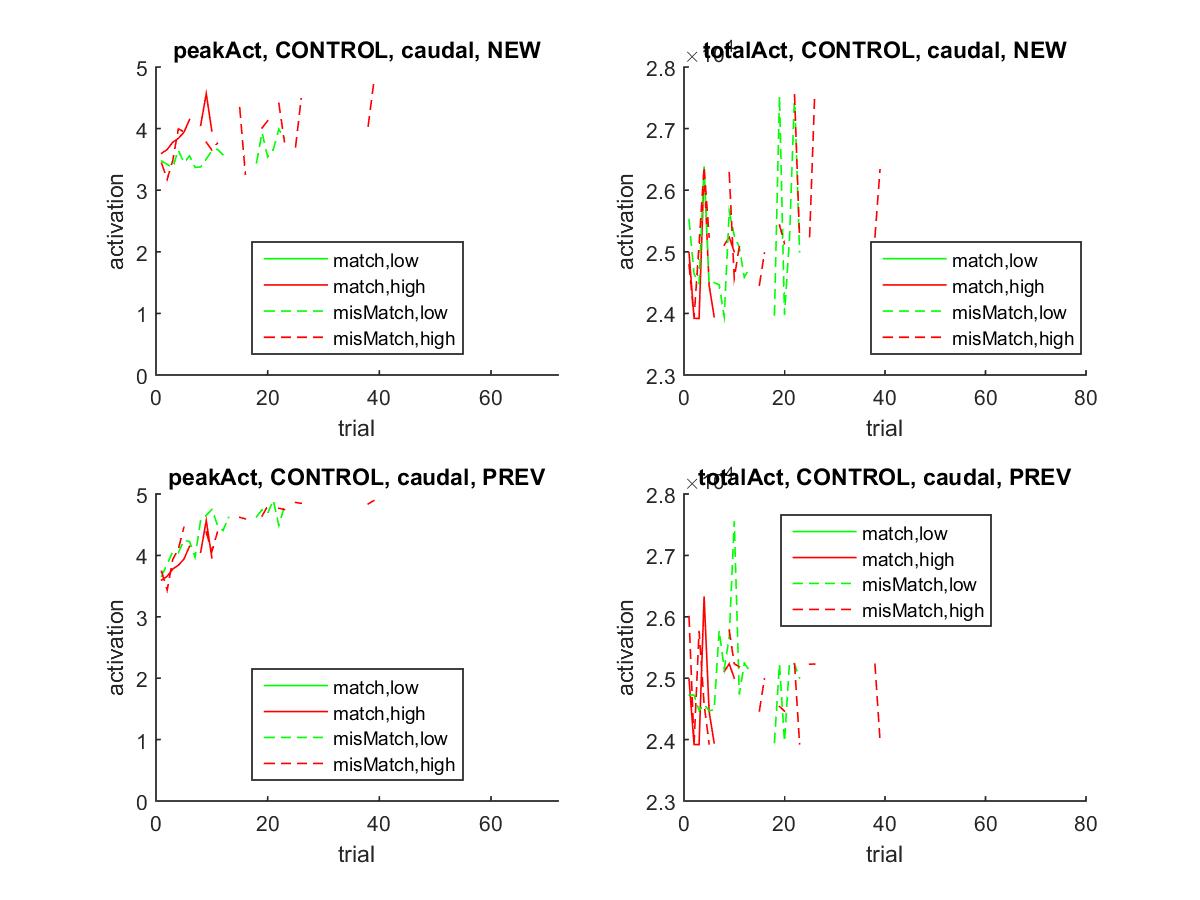 peakAct, CONTROL, caudal, NEW
5
4
3
2
1
0
activation
0 20 40 60
trial
match,low
match,high
misMatch,low
misMatch,high
totalAct, CONTROL, caudal, NEW
2.8
2.7
2.6
2.5
2.4
2.3
activation
0 20 40 60 80
trial
match,low
match,high
misMatch,low
misMatch,high
peakAct, CONTROL, caudal, PREV
5
4
3
2
1
0
activation
0 20 40 60
trial
match,low
match,high
misMatch,low
misMatch,high
totalAct, CONTROL, caudal, PREV
2.8
2.7
2.6
2.5
2.4
2.3
activation
0 20 40 60 80
trial
match,low
match,high
misMatch,low
misMatch,high